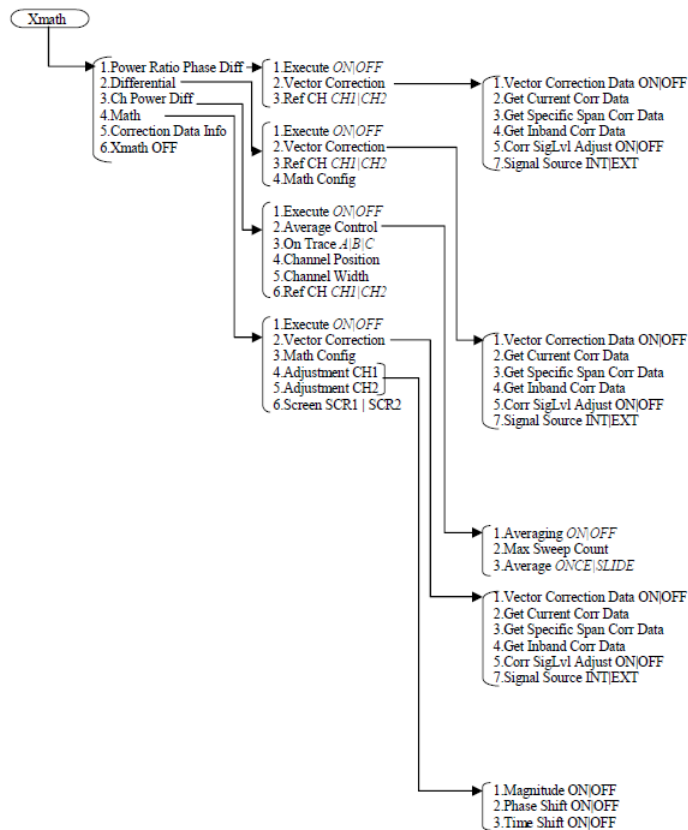 Xmath
1.Power Ratio Phase Diff
2.Differential
3.Ch Power Diff
4.Math
5.Correction Data Info
6.Xmath OFF
1.Execute ON|OFF
2.Vector Correction
3.Ref CH CH1|CH2
1.Execute ON|OFF
2.Vector Correction
3.Ref CH CH1|CH2
4.Math Config
1.Execute ON|OFF
2.Average Control
3.On Trace A|B|C
4.Channel Position
5.Channel Width
6.Ref CH CH1|CH2
1.Execute ON|OFF
2.Vector Correction
3.Math Config
4.Adjustment CH1
5.Adjustment CH2
6.Screen SCR1 | SCR2
1.Vector Correction Data ON|OFF
2.Get Current Corr Data
3.Get Specific Span Corr Data
4.Get Inband Corr Data
5.Corr SigLvl Adjust ON|OFF
7.Signal Source INT|EXT
1.Vector Correction Data ON|OFF
2.Get Current Corr Data
3.Get Specific Span Corr Data
4.Get Inband Corr Data
5.Corr SigLvl Adjust ON|OFF
7.Signal Source INT|EXT
1.Averaging ON|OFF
2.Max Sweep Count
3.Average ONCE|SLIDE
1.Vector Correction Data ON|OFF
2.Get Current Corr Data
3.Get Specific Span Corr Data
4.Get Inband Corr Data
5.Corr SigLvl Adjust ON|OFF
7.Signal Source INT|EXT
1.Magnitude ON|OFF
2.Phase Shift ON|OFF
3.Time Shift ON|OFF